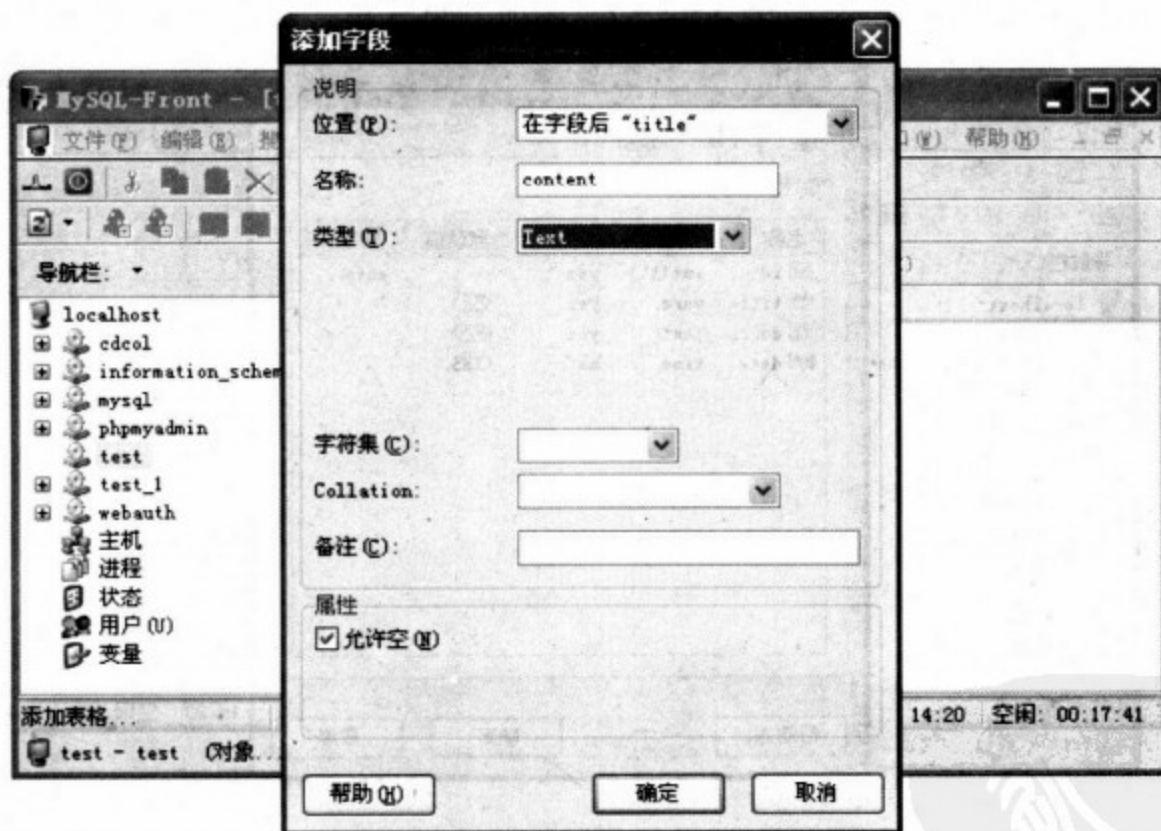 添加字段
说明
位置(P): 在字段后 "title"
名称: content
类型(T): Text
字符集(C):
Collation:
备注(C):
属性
允许空(N)
帮助(H) 确定 取消
MySQL-Front - [
文件(F) 编辑(E) 搜 (W) 帮助(H)
导航栏:
localhost
cdcol
information_schem
mysql
phpmyadmin
test
test_1
webauth
主机
进程
状态
用户(U)
变量
添加表格... 14:20 空闲: 00:17:41
test - test (对象...